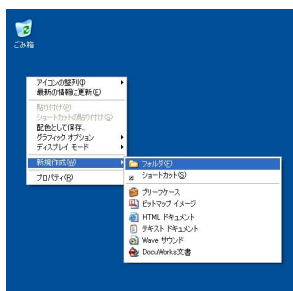 ごみ箱
アイコンの整列(I)
最新の情報に更新(E)
貼り付け(P)
ショートカットの貼り付け(S)
配色として保存...
グラフィック オプション
ディスプレイ モード
新規作成(W)
プロパティ(R)
フォルダ(F)
ショートカット(S)
ブリーフケース
ビットマップ イメージ
HTML ドキュメント
テキスト ドキュメント
Wave サウンド
DocuWorks文書